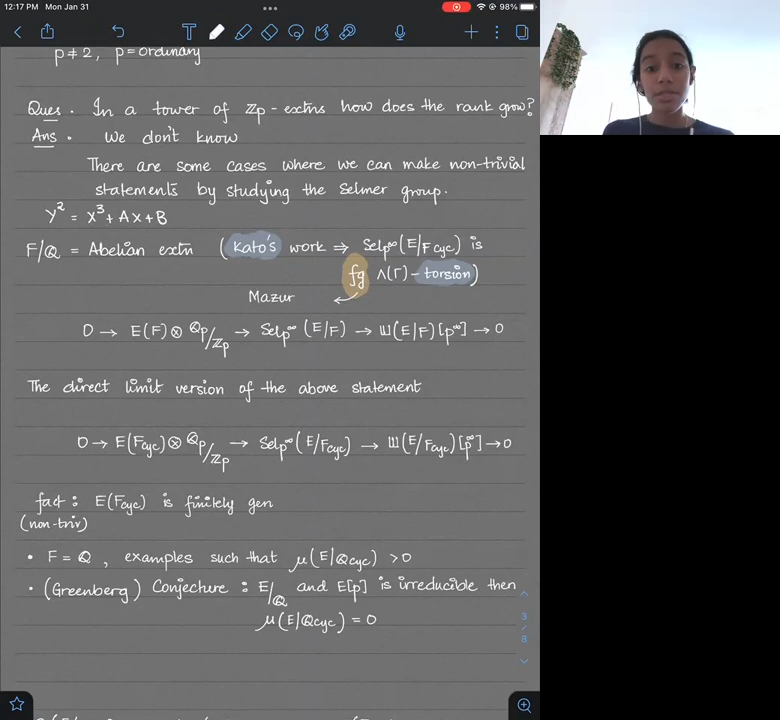 12:17 PM Mon Jan 31
98%
p ≠ 2, p = ordinary
Ques. In a tower of Zp - extns how does the rank grow?
Ans. We don't know
There are some cases where we can make non-trivial
statements by studying the Selmer group.
Y² = X³ + AX + B
F/Q = Abelian extn ( Kato's work ⇒ Selp∞(E/Fcyc) is
fg Λ(Γ) - torsion)
Mazur
0 → E(F) ⊗ Qp/Zp → Selp∞(E/F) → Ш(E/F)[p∞] → 0
The direct limit version of the above statement
0 → E(Fcyc) ⊗ Qp/Zp → Selp∞(E/Fcyc) → Ш(E/Fcyc)[p∞] → 0
fact : E(Fcyc) is finitely gen
(non-triv)
• F = Q, examples such that μ(E/Qcyc) > 0
• (Greenberg) Conjecture : E/Q and E[p] is irreducible then
μ(E/Qcyc) = 0
3
/
8